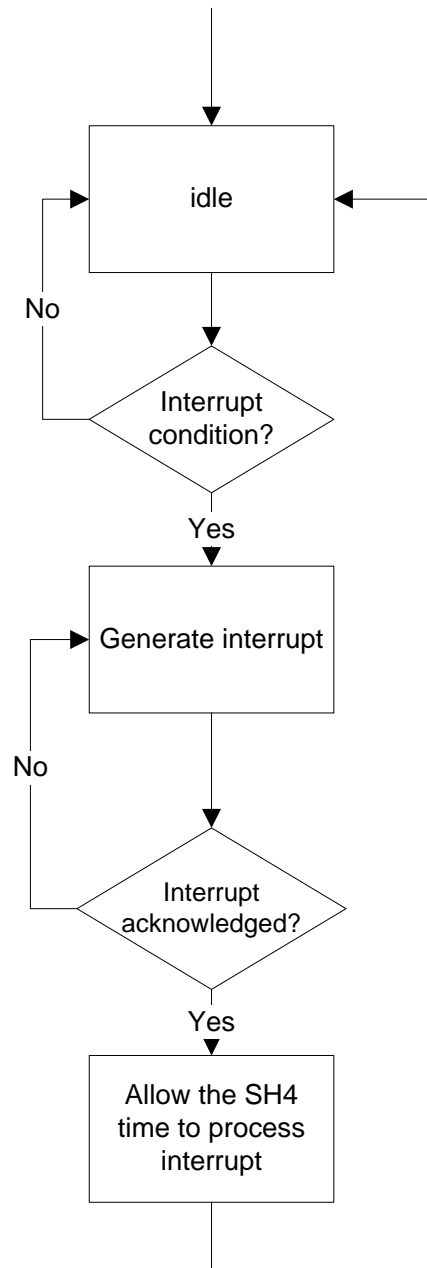 idle
No
Interrupt
condition?
Yes
Generate interrupt
No
Interrupt
acknowledged?
Yes
Allow the SH4
time to process
interrupt